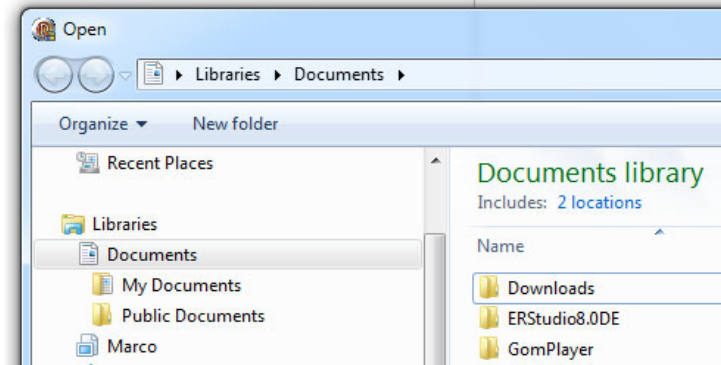 Open
Libraries Documents
Organize New folder
Recent Places
Libraries
Documents
My Documents
Public Documents
Marco
Documents library
Includes: 2 locations
Name
Downloads
ERStudio8.0DE
GomPlayer